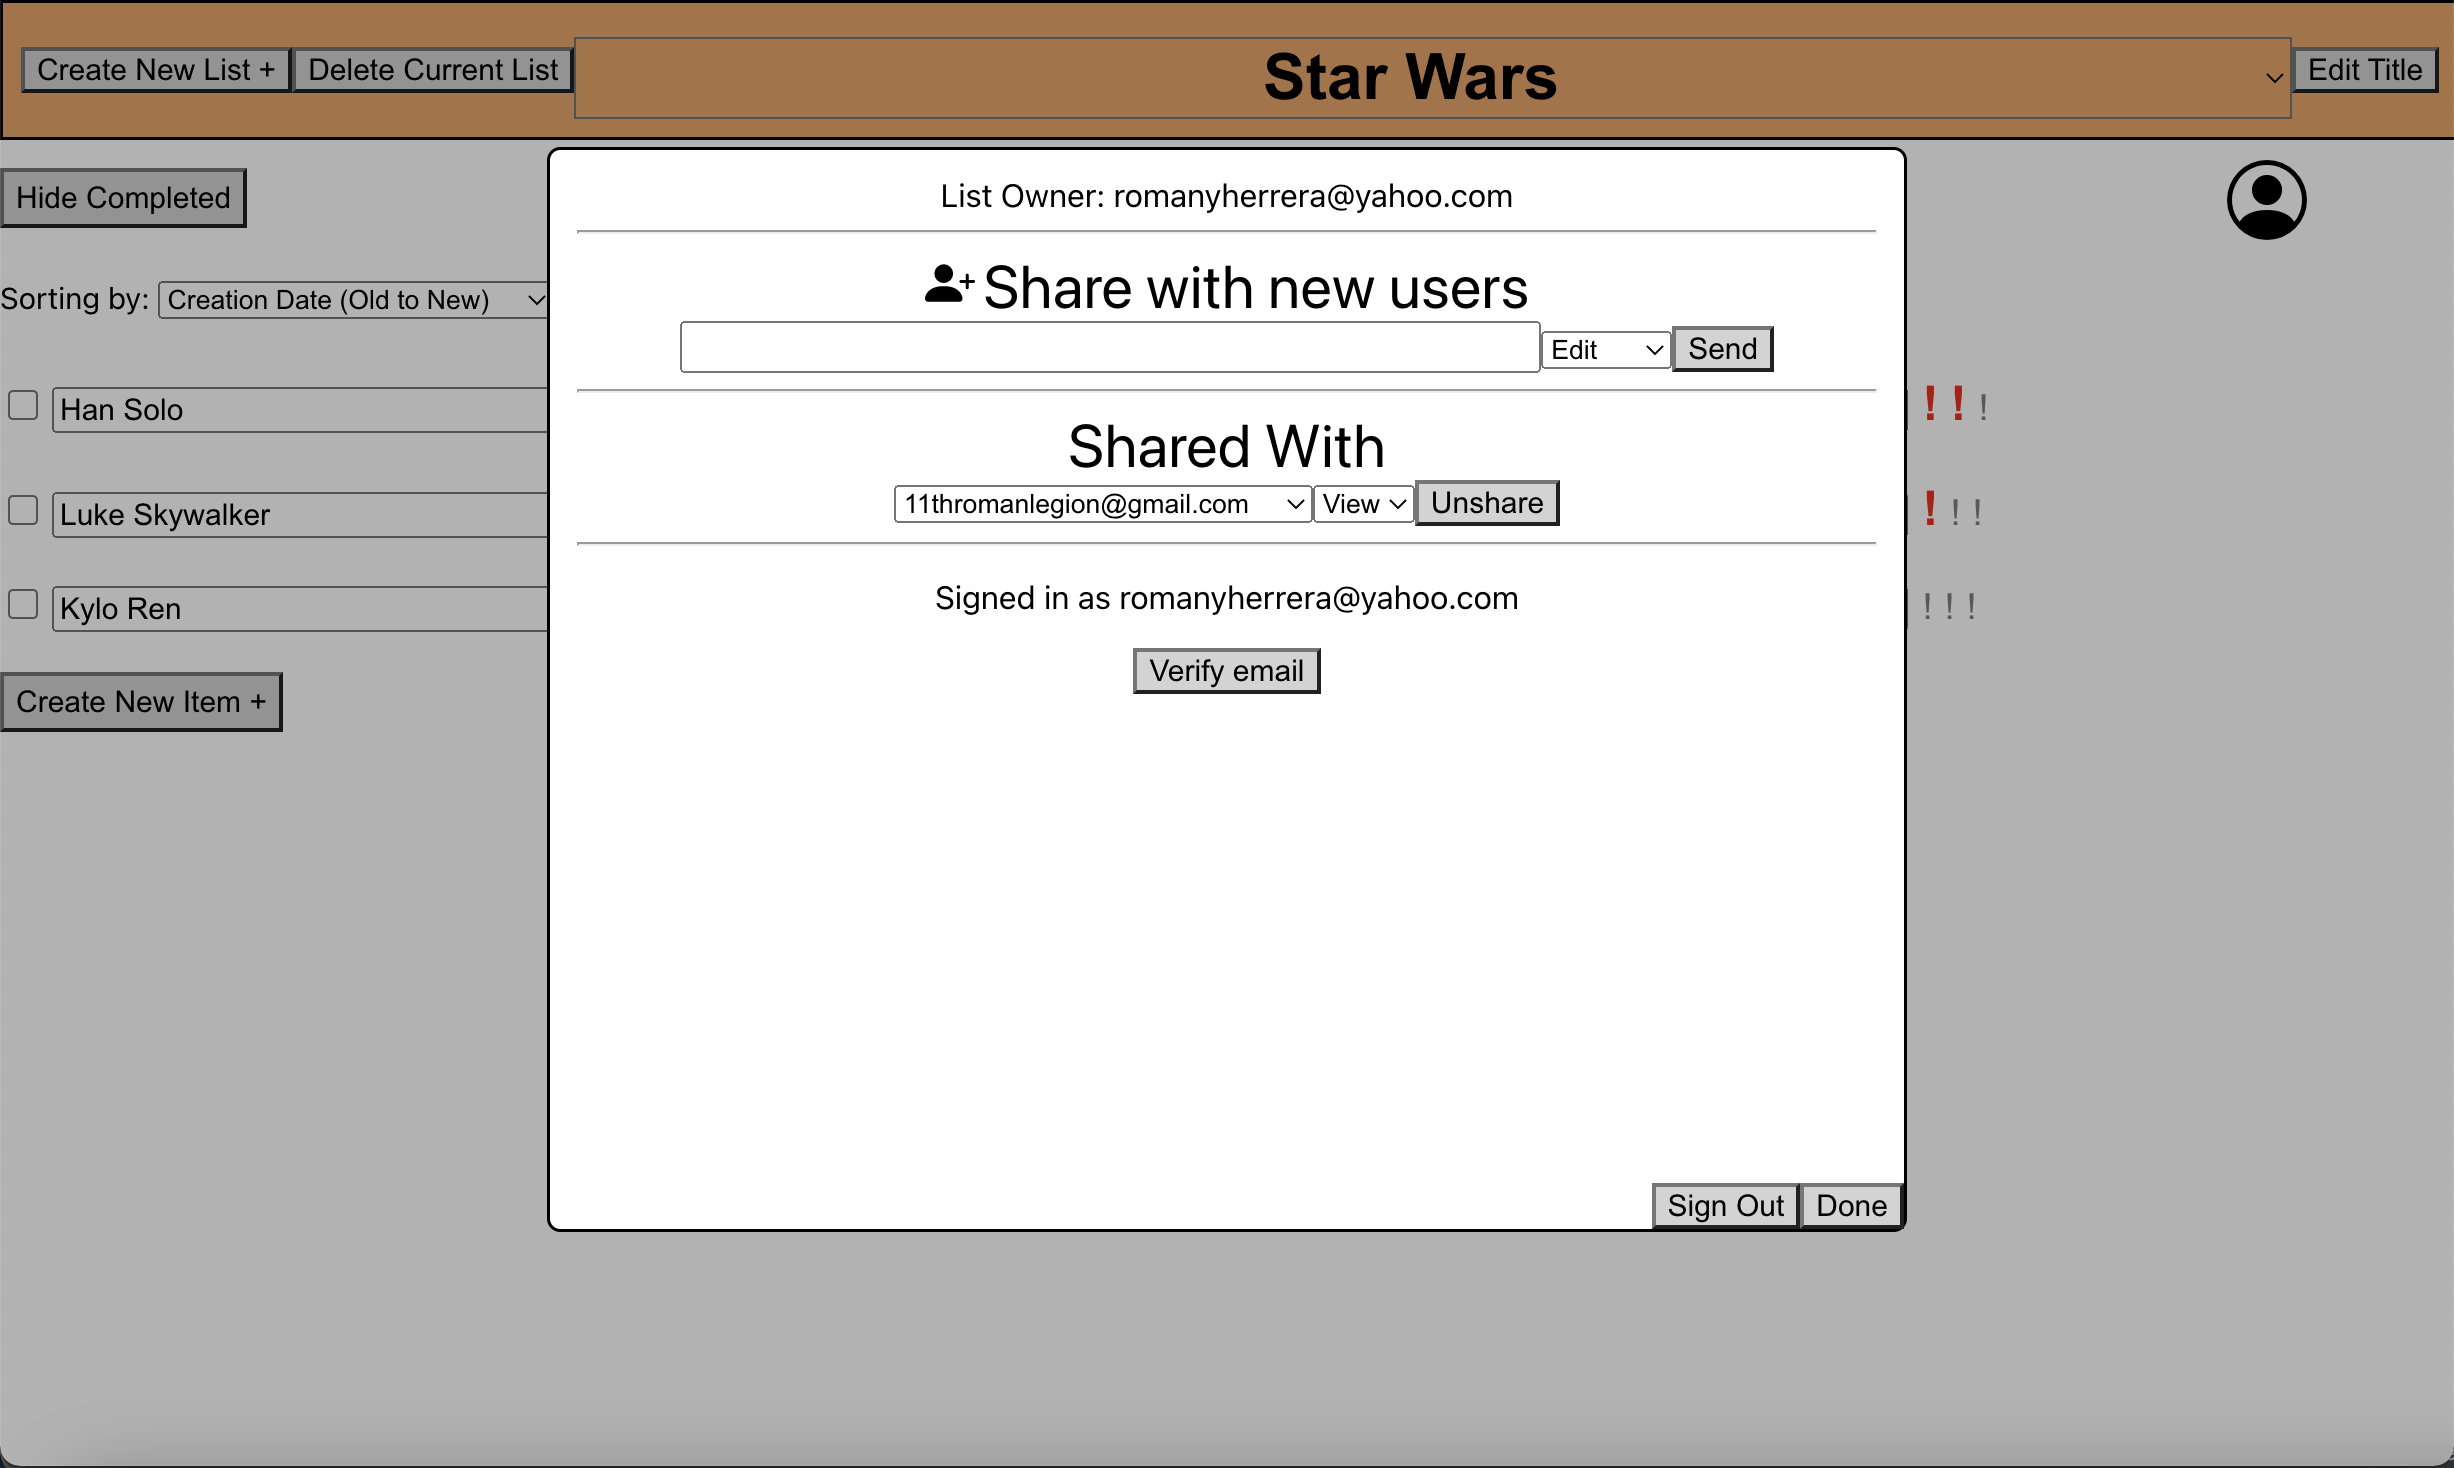 Create New List + Delete Current List Star Wars Edit Title
Hide Completed
List Owner: romanyherrera@yahoo.com
Sorting by: Creation Date (Old to New)
Share with new users
Edit Send
Han Solo !!!
Shared With
11thromanlegion@gmail.com View Unshare
Luke Skywalker !!!
Kylo Ren !!!
Signed in as romanyherrera@yahoo.com
Verify email
Create New Item +
Sign Out Done